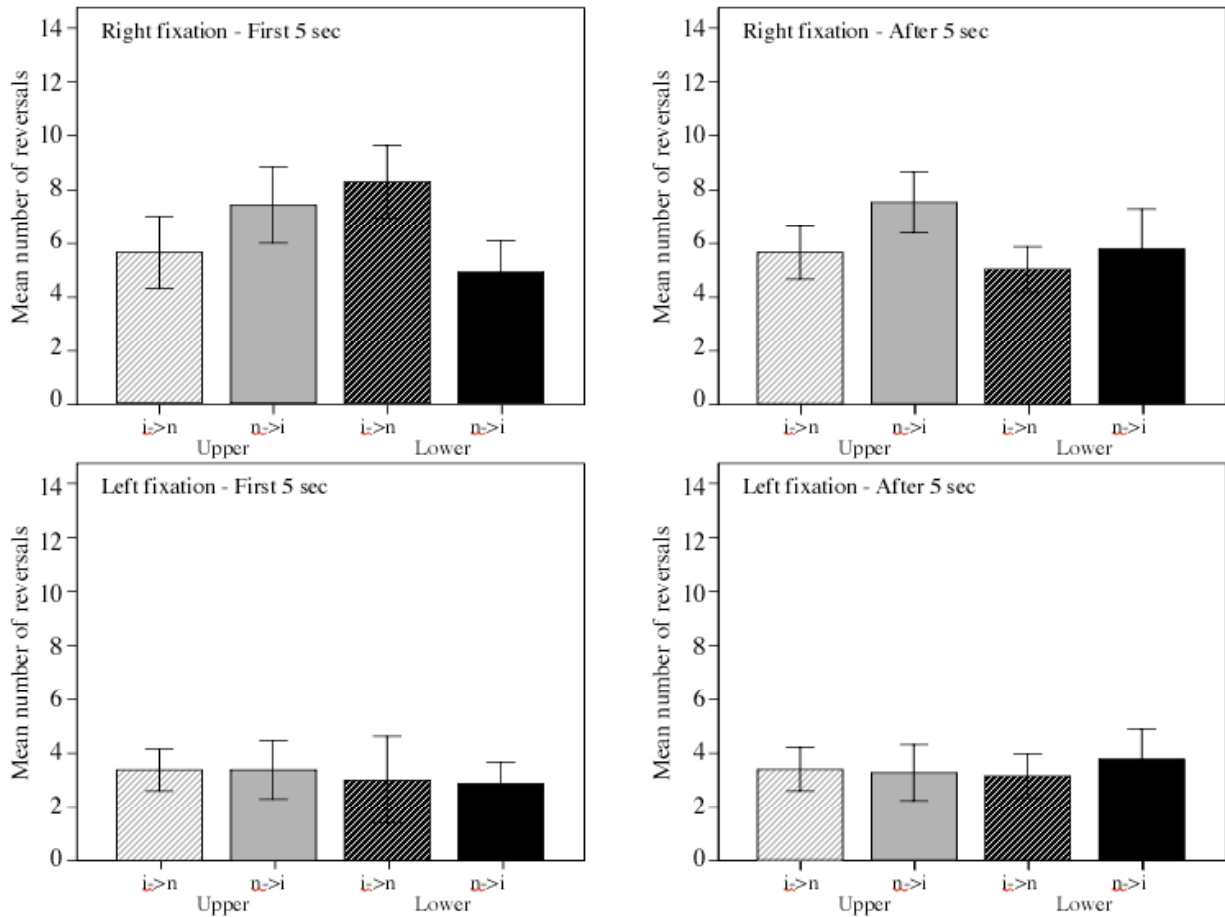 Right fixation - First 5 sec
Mean number of reversals
14
12
10
8
6
4
2
0
i->n n->i i->n n->i
Upper Lower
Right fixation - After 5 sec
Mean number of reversals
14
12
10
8
6
4
2
0
i->n n->i i->n n->i
Upper Lower
Left fixation - First 5 sec
Mean number of reversals
14
12
10
8
6
4
2
0
i->n n->i i->n n->i
Upper Lower
Left fixation - After 5 sec
Mean number of reversals
14
12
10
8
6
4
2
0
i->n n->i i->n n->i
Upper Lower